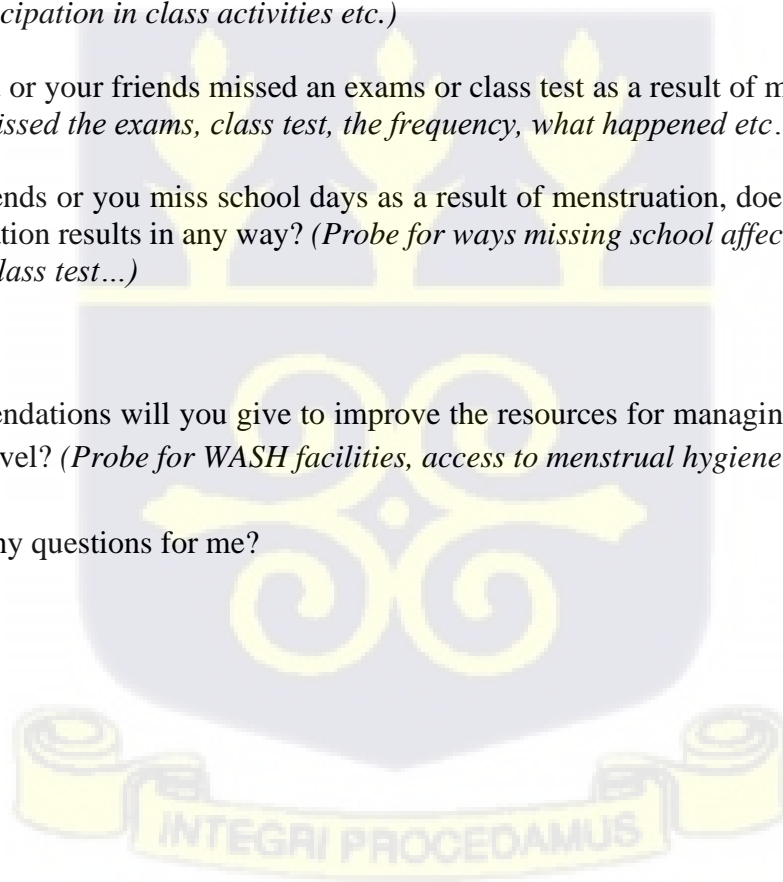 cipation in class activities etc.)
or your friends missed an exams or class test as a result of m
issed the exams, class test, the frequency, what happened etc.
ends or you miss school days as a result of menstruation, doe
ation results in any way? (Probe for ways missing school affec
lass test...)
endations will you give to improve the resources for managin
vel? (Probe for WASH facilities, access to menstrual hygiene
ny questions for me?
INTEGRI PROCEDAMUS